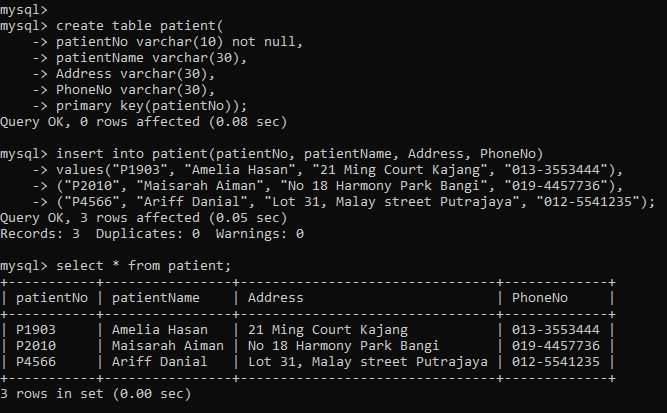 mysql>
mysql> create table patient(
    -> patientNo varchar(10) not null,
    -> patientName varchar(30),
    -> Address varchar(30),
    -> PhoneNo varchar(30),
    -> primary key(patientNo));
Query OK, 0 rows affected (0.08 sec)

mysql> insert into patient(patientNo, patientName, Address, PhoneNo)
    -> values("P1903", "Amelia Hasan", "21 Ming Court Kajang", "013-3553444"),
    -> ("P2010", "Maisarah Aiman", "No 18 Harmony Park Bangi", "019-4457736"),
    -> ("P4566", "Ariff Danial", "Lot 31, Malay street Putrajaya", "012-5541235");
Query OK, 3 rows affected (0.05 sec)
Records: 3  Duplicates: 0  Warnings: 0

mysql> select * from patient;
+-----------+----------------+--------------------------------+-------------+
| patientNo | patientName    | Address                        | PhoneNo     |
+-----------+----------------+--------------------------------+-------------+
| P1903     | Amelia Hasan   | 21 Ming Court Kajang           | 013-3553444 |
| P2010     | Maisarah Aiman | No 18 Harmony Park Bangi       | 019-4457736 |
| P4566     | Ariff Danial   | Lot 31, Malay street Putrajaya | 012-5541235 |
+-----------+----------------+--------------------------------+-------------+
3 rows in set (0.00 sec)